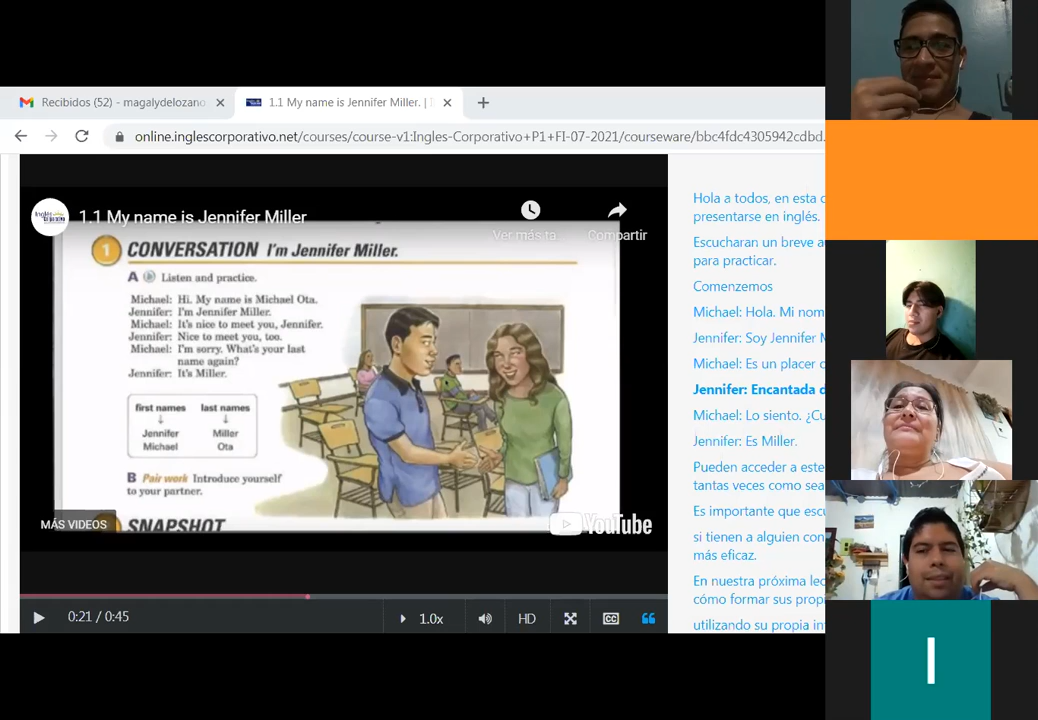 Recibidos (52) - magalydelozano
1.1 My name is Jennifer Miller. |
online.inglescorporativo.net/courses/course-v1:Ingles-Corporativo+P1+FI-07-2021/courseware/bbc4fdc4305942cdbd
1.1 My name is Jennifer Miller
Ver más ta...
Compartir
1 CONVERSATION I'm Jennifer Miller.
A Listen and practice.
Michael: Hi. My name is Michael Ota.
Jennifer: I'm Jennifer Miller.
Michael: It's nice to meet you, Jennifer.
Jennifer: Nice to meet you, too.
Michael: I'm sorry. What's your last
name again?
Jennifer: It's Miller.
first names last names
Jennifer Miller
Michael Ota
B Pair work Introduce yourself
to your partner.
SNAPSHOT
MÁS VIDEOS
YouTube
0:21 / 0:45
1.0x
HD
CC
Hola a todos, en esta
presentarse en inglés.
Escucharan un breve
para practicar.
Comenzemos
Michael: Hola. Mi nom
Jennifer: Soy Jennifer
Michael: Es un placer
Jennifer: Encantada
Michael: Lo siento.
Jennifer: Es Miller.
Pueden acceder a este
tantas veces como sea
Es importante que
si tienen a alguien con
más eficaz.
En nuestra próxima
cómo formar sus
utilizando su propia
I